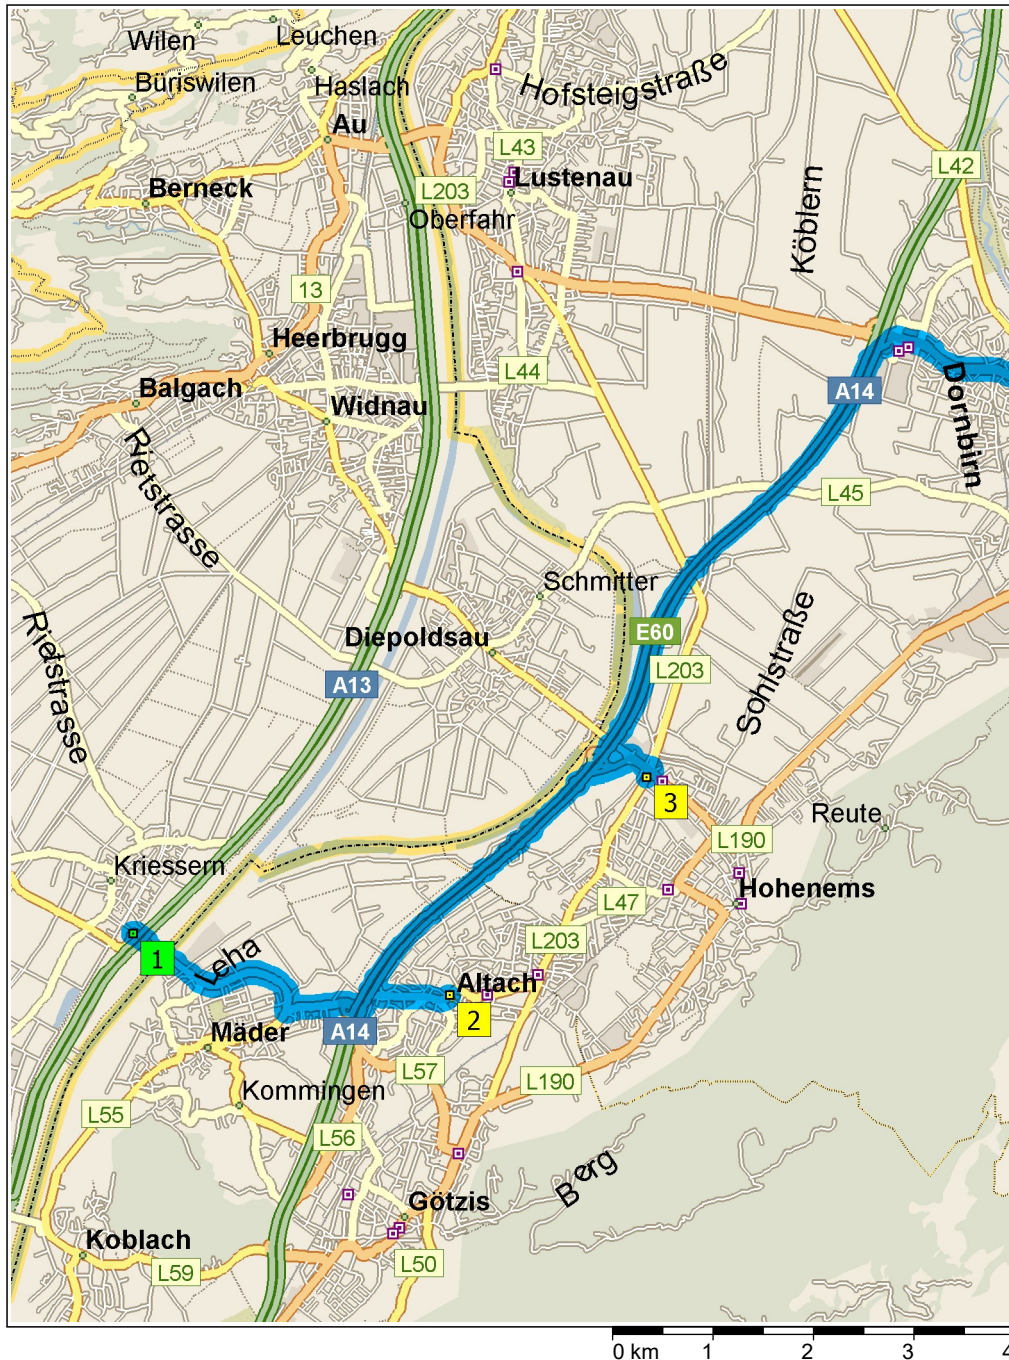 Wilen
Leuchen
Büriswilen
Haslach
Hofsteigstraße
Au
L43
L42
Berneck
L203
Lustenau
Oberfahr
Köblern
13
Heerbrugg
L44
Balgach
A14
Dornbirn
Widnau
Rietstrasse
L45
Schmitter
Rietstrasse
Diepoldsau
E60
Sohlstraße
L203
A13
3
Reute
L190
Kriessern
Hohenems
L47
1
Leha
L203
Altach
2
Mäder
A14
L57
L190
Kommingen
L55
L56
Berg
Götzis
Koblach
L59
L50
0 km 1 2 3 4